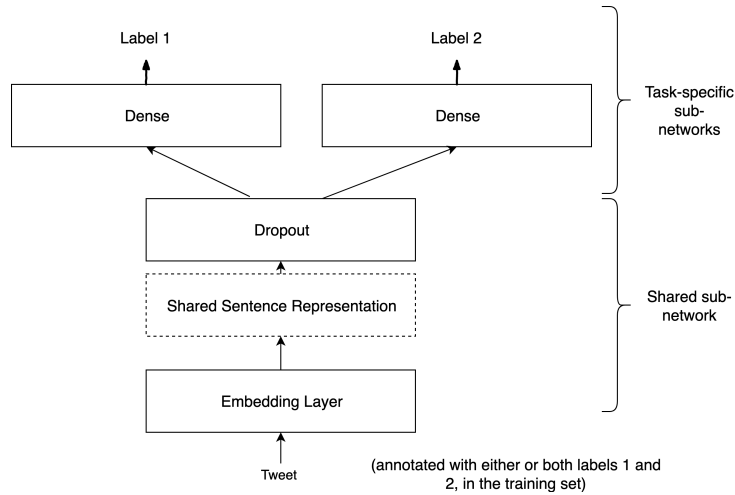 Label 1
Label 2
Dense
Dense
Task-specific
sub-
networks
Dropout
Shared Sentence Representation
Shared sub-
network
Embedding Layer
Tweet
(annotated with either or both labels 1 and
2, in the training set)